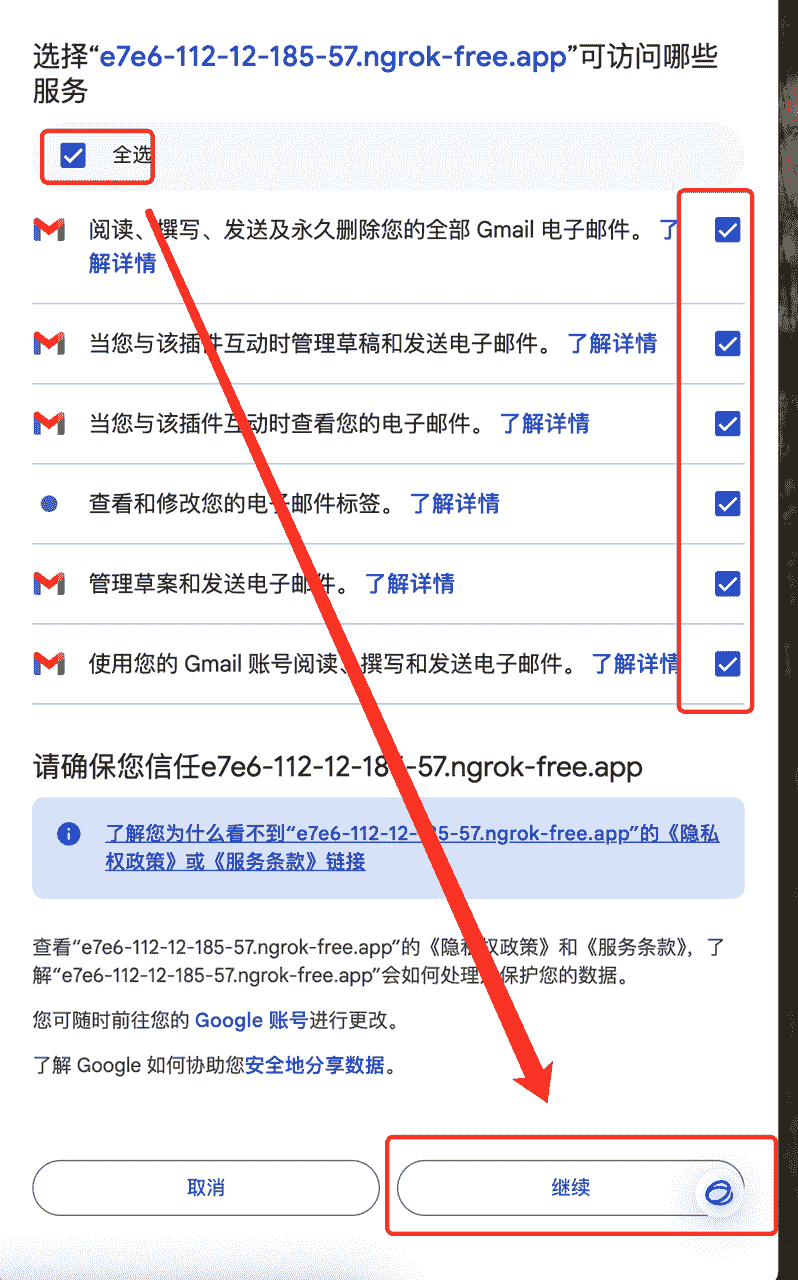 选择“e7e6-112-12-185-57.ngrok-free.app”可访问哪些
服务
全选
阅读、撰写、发送及永久删除您的全部 Gmail 电子邮件。 了
解详情
当您与该插件互动时管理草稿和发送电子邮件。 了解详情
当您与该插件互动时查看您的电子邮件。 了解详情
查看和修改您的电子邮件标签。 了解详情
管理草案和发送电子邮件。 了解详情
使用您的 Gmail 账号阅读、撰写和发送电子邮件。 了解详情
请确保您信任e7e6-112-12-185-57.ngrok-free.app
了解您为什么看不到“e7e6-112-12-185-57.ngrok-free.app”的《隐私
权政策》或《服务条款》链接
查看“e7e6-112-12-185-57.ngrok-free.app”的《隐私权政策》和《服务条款》，了
解“e7e6-112-12-185-57.ngrok-free.app”会如何处理和保护您的数据。
您可随时前往您的 Google 账号进行更改。
了解 Google 如何协助您安全地分享数据。
取消
继续